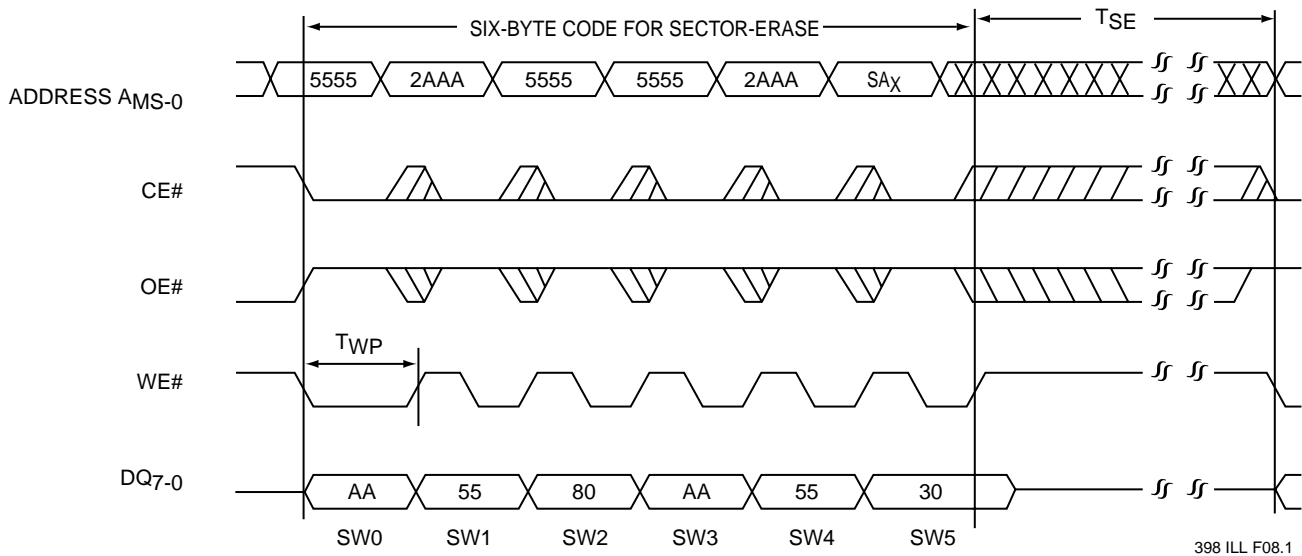 SIX-BYTE CODE FOR SECTOR-ERASE TSE
ADDRESS AMS-0 5555 2AAA 5555 5555 2AAA SAX
CE#
OE#
TWP
WE#
DQ7-0 AA 55 80 AA 55 30
SW0 SW1 SW2 SW3 SW4 SW5
398 ILL F08.1